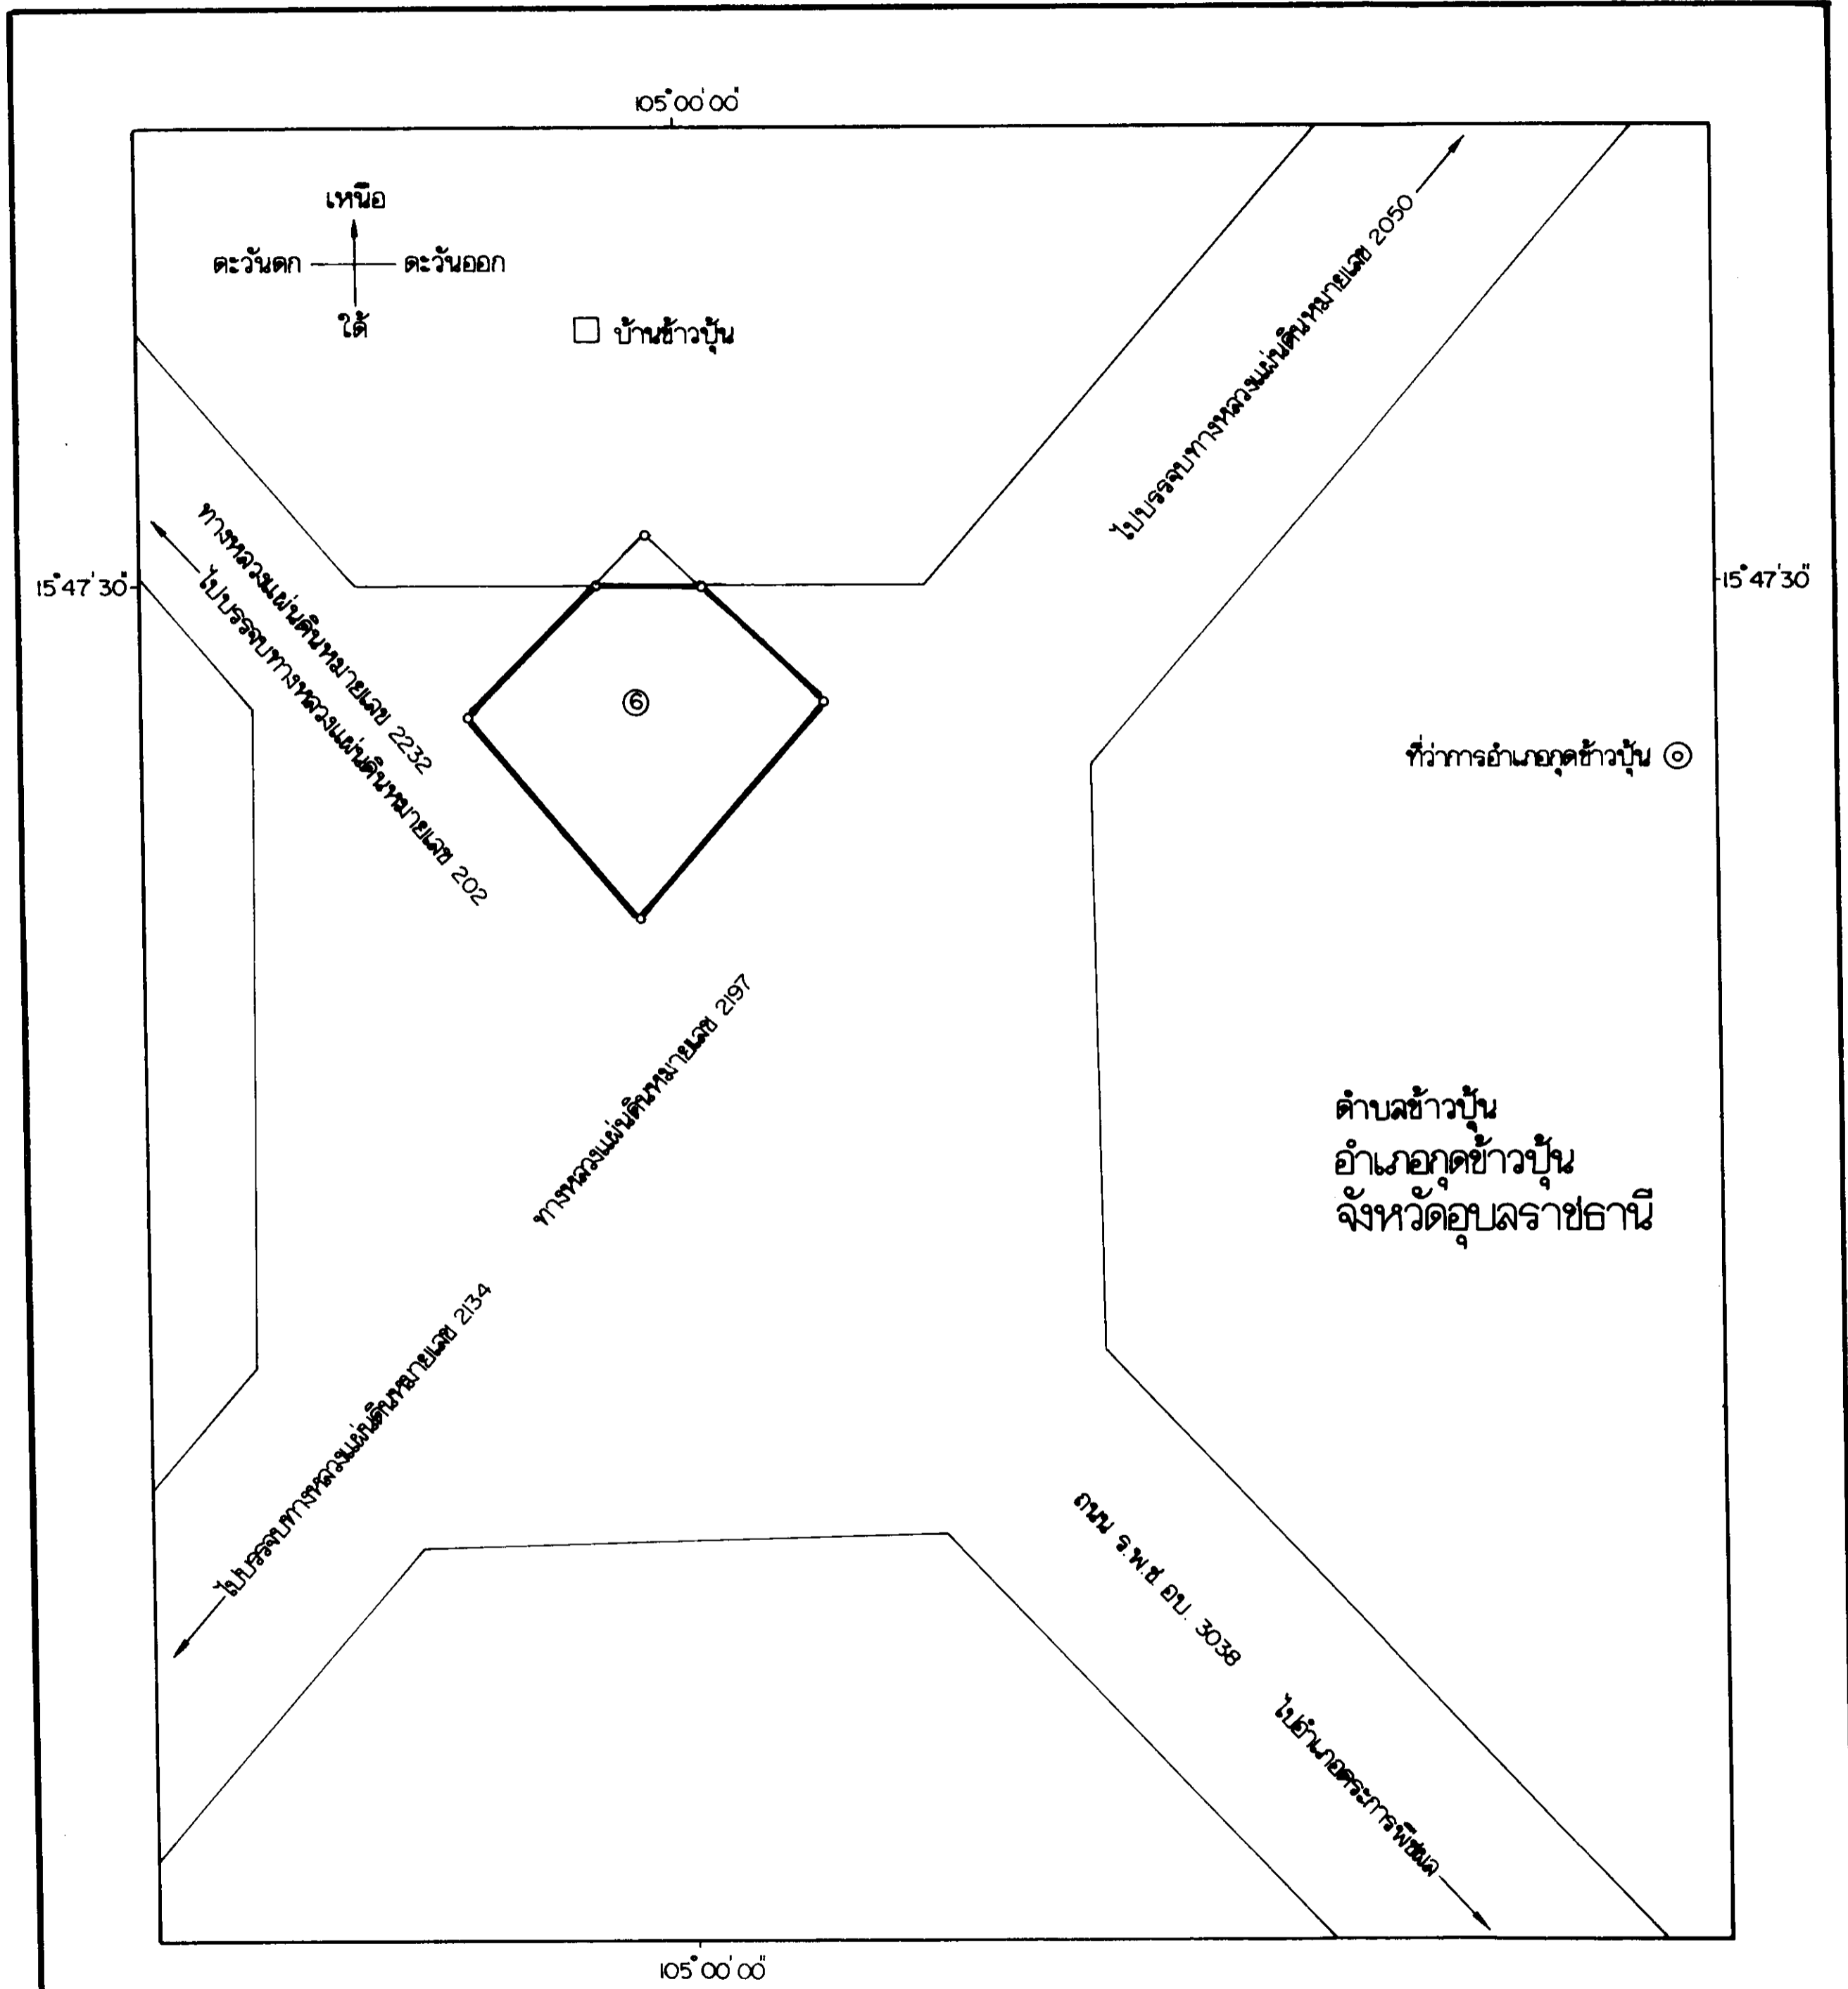 105°00'00"
เหนือ
ตะวันตก
ตะวันออก
ใต้
บ้านข้าวปุ้น
ไปบรรจบทางหลวงแผ่นดินหมายเลข 2050
ทางหลวงแผ่นดินหมายเลข 2232
ไปบรรจบทางหลวงแผ่นดินหมายเลข 202
15°47'30"
15°47'30"
6
ที่ว่าการอำเภอกุดข้าวปุ้น
ทางหลวงแผ่นดินหมายเลข 2197
ตำบลข้าวปุ้น
อำเภอกุดข้าวปุ้น
จังหวัดอุบลราชธานี
ไปบรรจบทางหลวงแผ่นดินหมายเลข 2134
ถนน ร.พ.ช อบ. 3038
ไปอำเภอตระการพืชผล
105°00'00"